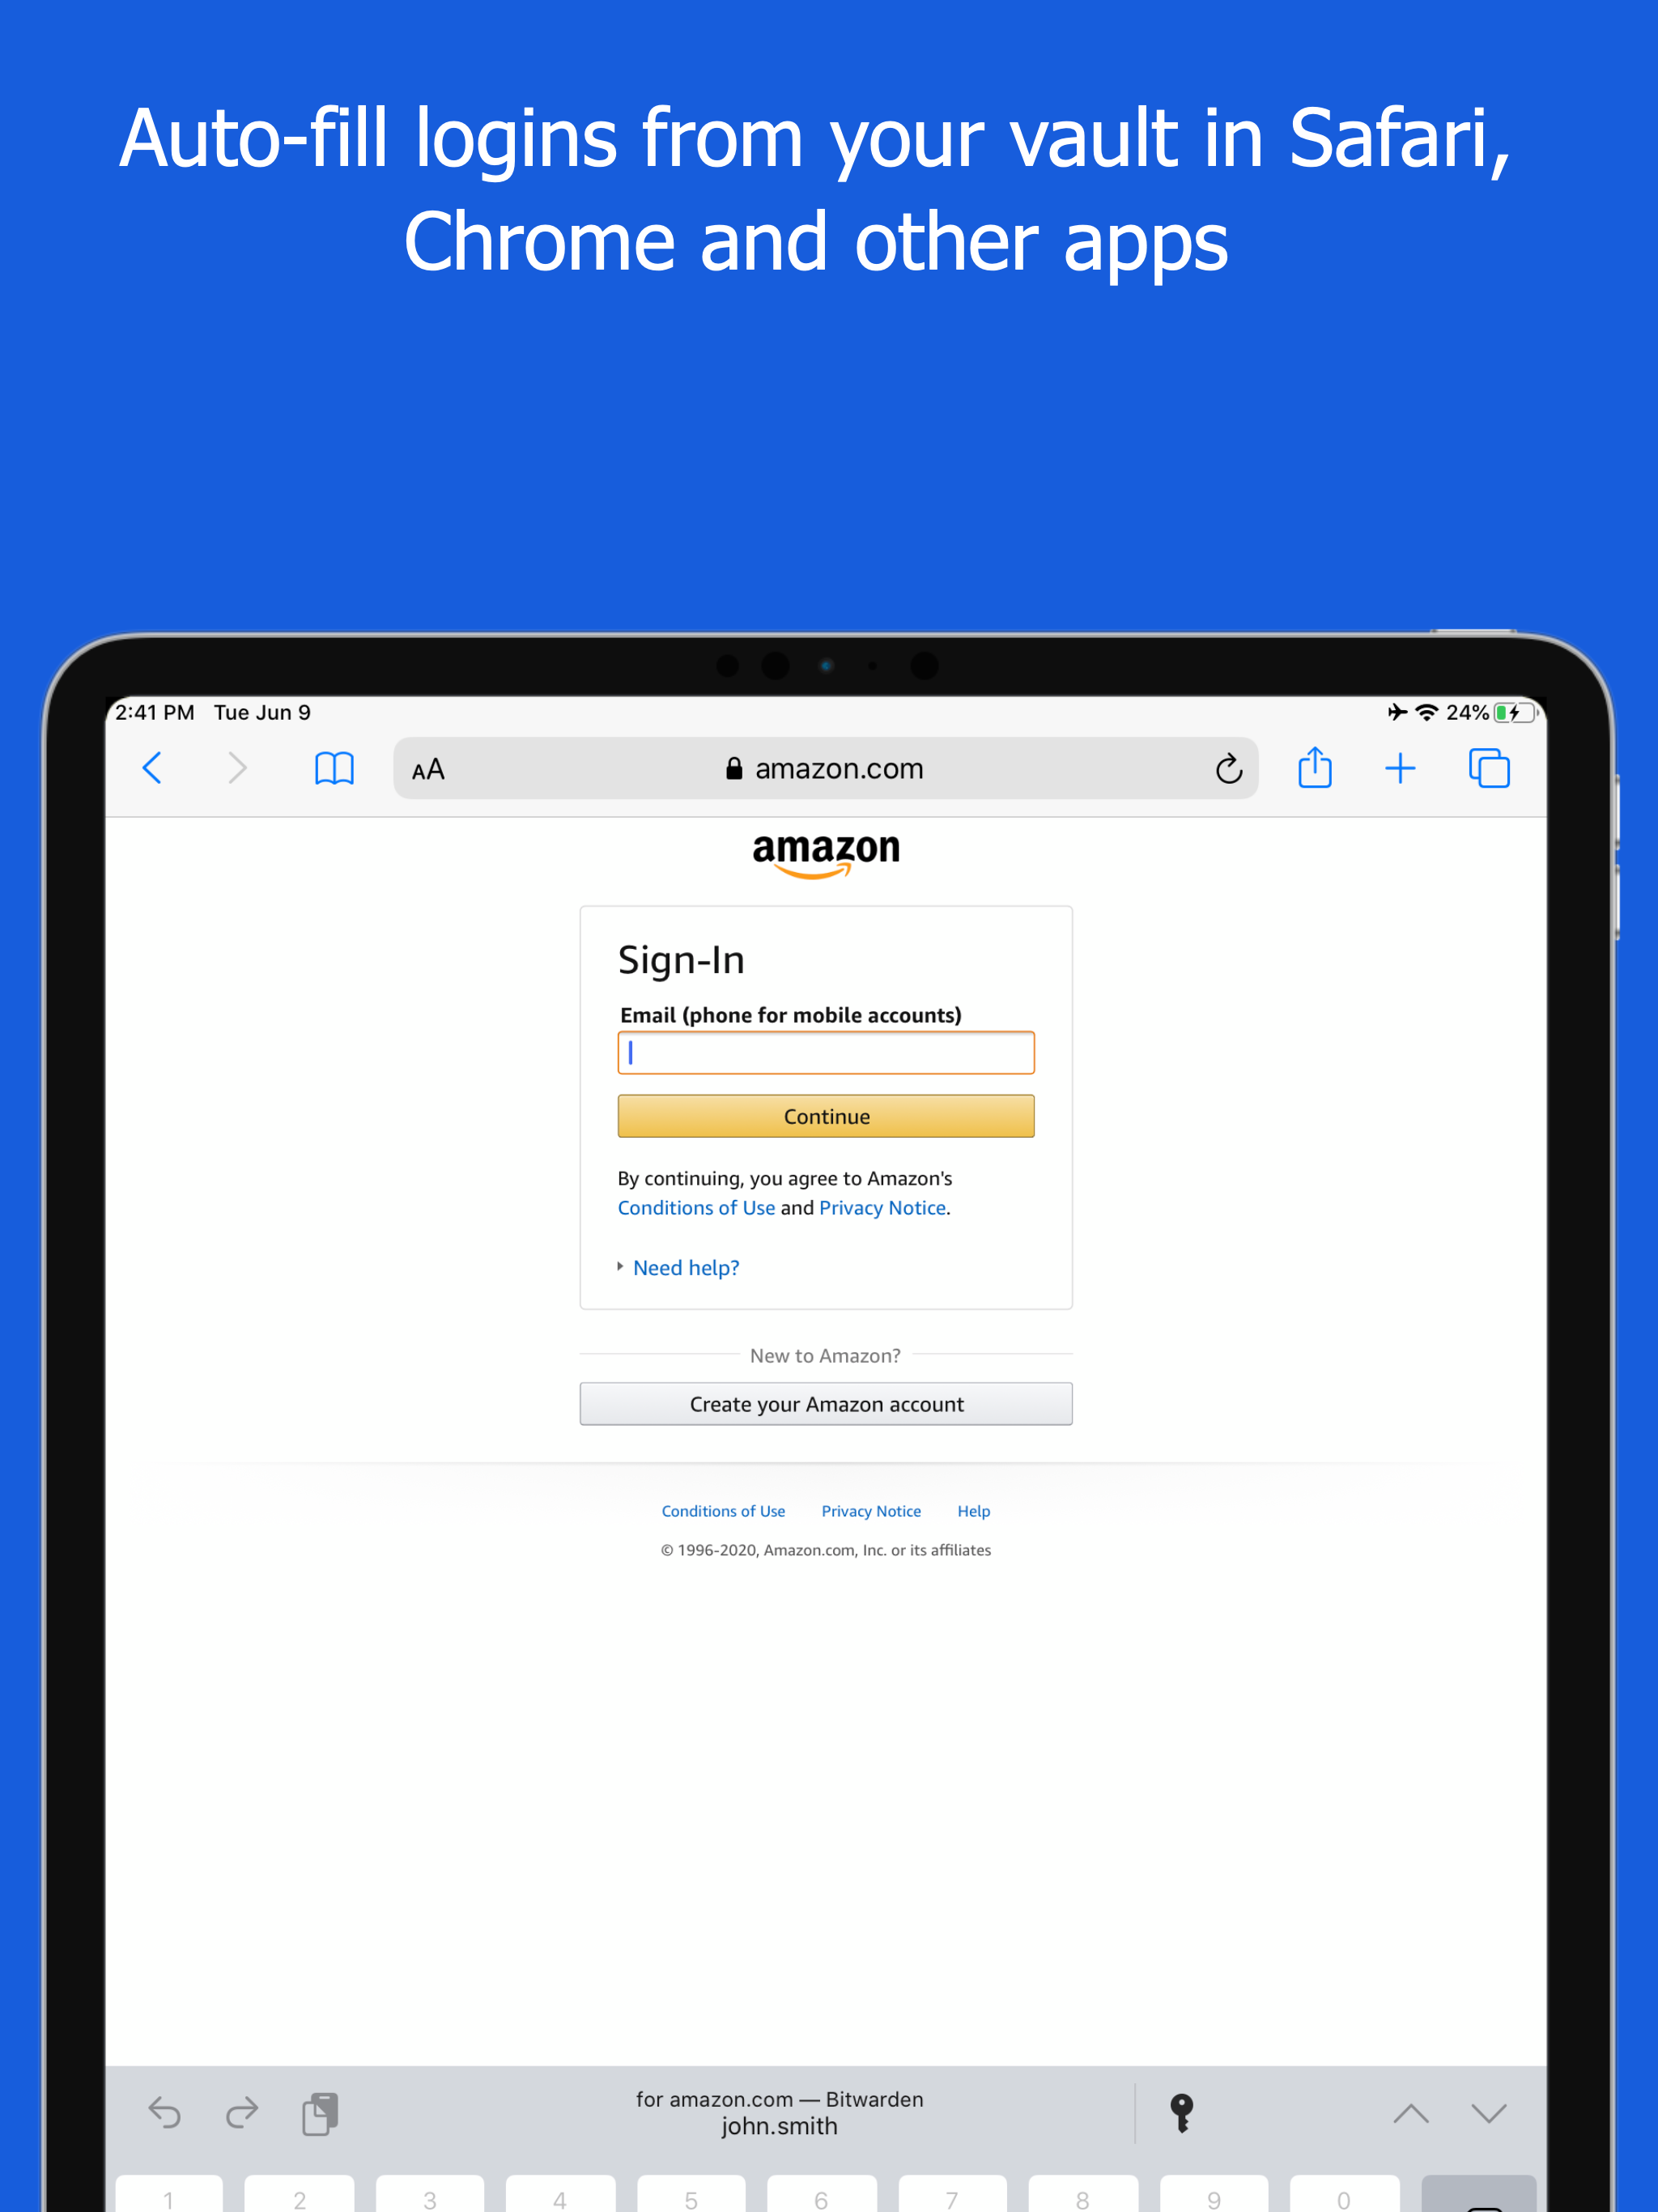 Auto-fill logins from your vault in Safari,
Chrome and other apps
2:41 PM Tue Jun 9
24%
AA
amazon.com
amazon
Sign-In
Email (phone for mobile accounts)
Continue
By continuing, you agree to Amazon's
Conditions of Use and Privacy Notice.
Need help?
New to Amazon?
Create your Amazon account
Conditions of Use Privacy Notice Help
© 1996-2020, Amazon.com, Inc. or its affiliates
for amazon.com — Bitwarden
john.smith
1 2 3 4 5 6 7 8 9 0